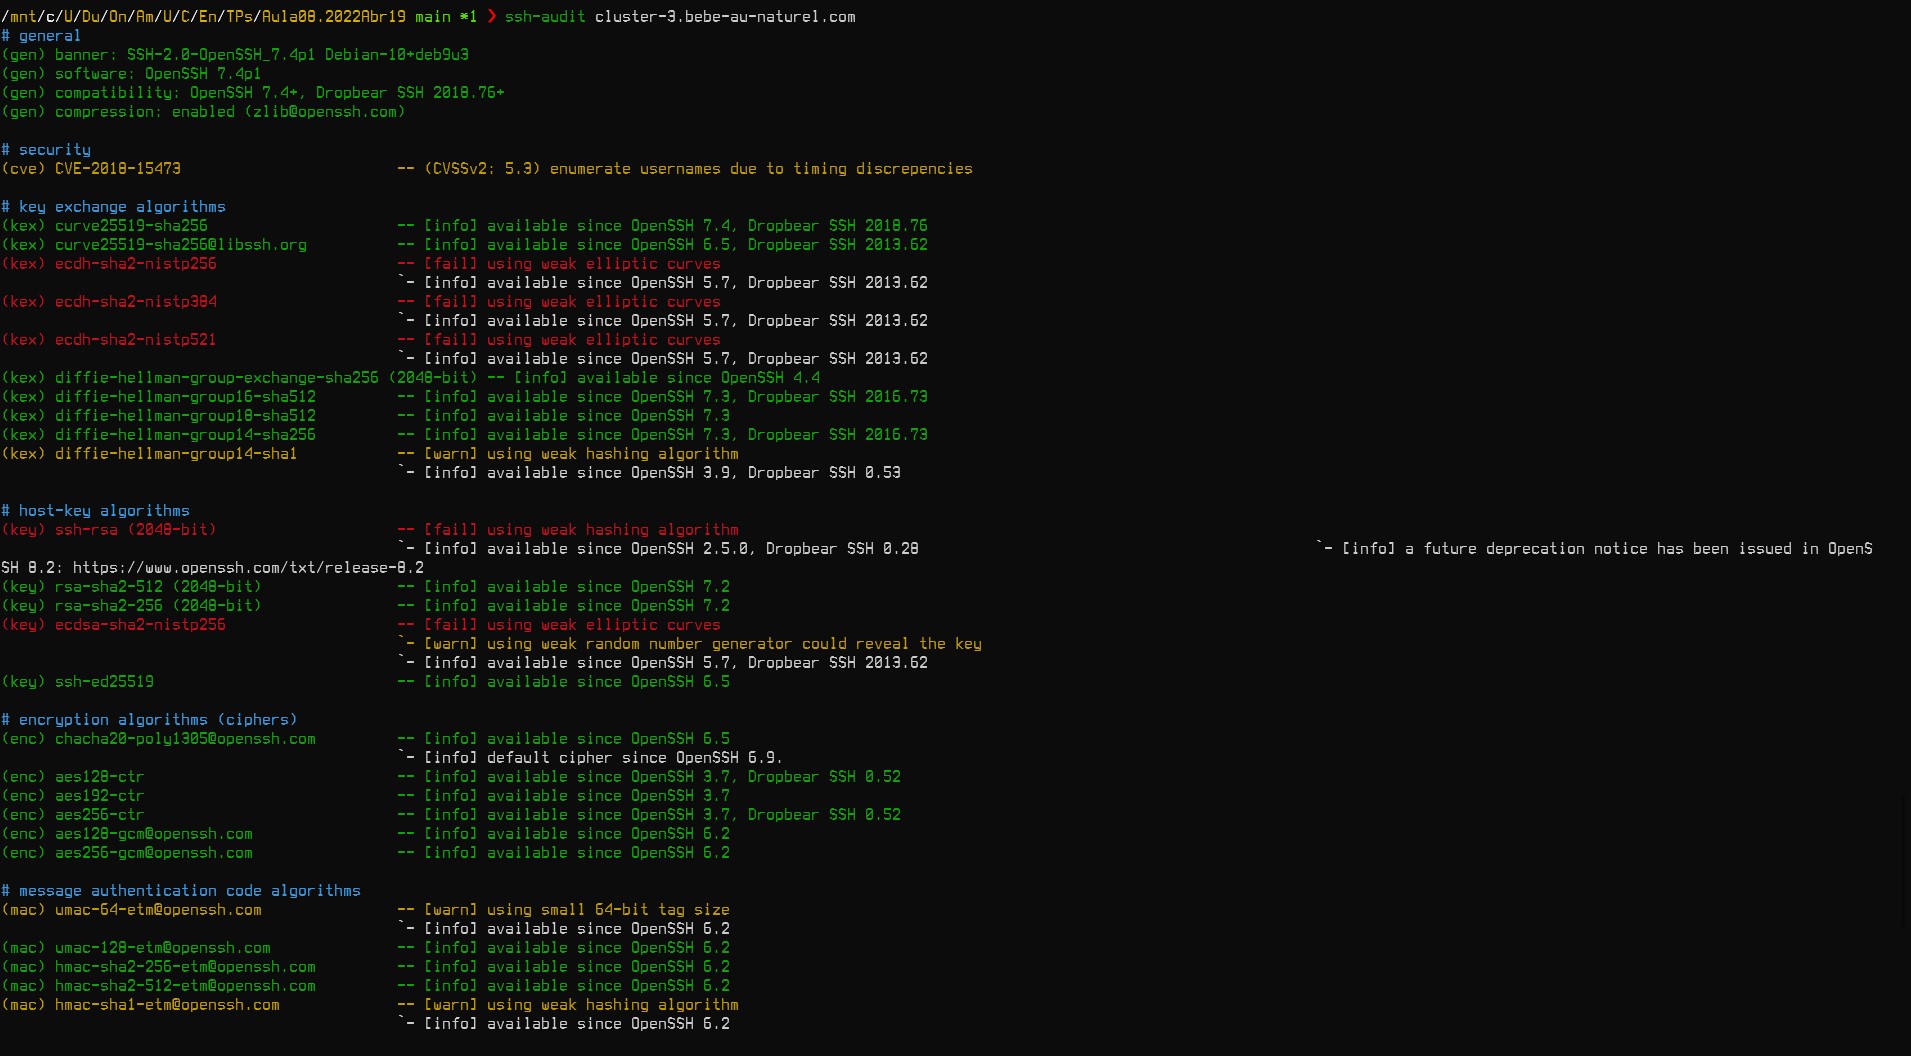 /mnt/c/U/Du/On/Am/U/C/En/TPs/Aula08.2022Abr19 main *1 ❯ ssh-audit cluster-3.bebe-au-naturel.com
# general
(gen) banner: SSH-2.0-OpenSSH_7.4p1 Debian-10+deb9u3
(gen) software: OpenSSH 7.4p1
(gen) compatibility: OpenSSH 7.4+, Dropbear SSH 2018.76+
(gen) compression: enabled (zlib@openssh.com)
# security
(cve) CVE-2018-15473 -- (CVSSv2: 5.3) enumerate usernames due to timing discrepencies
# key exchange algorithms
(kex) curve25519-sha256 -- [info] available since OpenSSH 7.4, Dropbear SSH 2018.76
(kex) curve25519-sha256@libssh.org -- [info] available since OpenSSH 6.5, Dropbear SSH 2013.62
(kex) ecdh-sha2-nistp256 -- [fail] using weak elliptic curves
`- [info] available since OpenSSH 5.7, Dropbear SSH 2013.62
(kex) ecdh-sha2-nistp384 -- [fail] using weak elliptic curves
`- [info] available since OpenSSH 5.7, Dropbear SSH 2013.62
(kex) ecdh-sha2-nistp521 -- [fail] using weak elliptic curves
`- [info] available since OpenSSH 5.7, Dropbear SSH 2013.62
(kex) diffie-hellman-group-exchange-sha256 (2048-bit) -- [info] available since OpenSSH 4.4
(kex) diffie-hellman-group16-sha512 -- [info] available since OpenSSH 7.3, Dropbear SSH 2016.73
(kex) diffie-hellman-group18-sha512 -- [info] available since OpenSSH 7.3
(kex) diffie-hellman-group14-sha256 -- [info] available since OpenSSH 7.3, Dropbear SSH 2016.73
(kex) diffie-hellman-group14-sha1 -- [warn] using weak hashing algorithm
`- [info] available since OpenSSH 3.9, Dropbear SSH 0.53
# host-key algorithms
(key) ssh-rsa (2048-bit) -- [fail] using weak hashing algorithm
`- [info] available since OpenSSH 2.5.0, Dropbear SSH 0.28 `- [info] a future deprecation notice has been issued in OpenS
SH 8.2: https://www.openssh.com/txt/release-8.2
(key) rsa-sha2-512 (2048-bit) -- [info] available since OpenSSH 7.2
(key) rsa-sha2-256 (2048-bit) -- [info] available since OpenSSH 7.2
(key) ecdsa-sha2-nistp256 -- [fail] using weak elliptic curves
`- [warn] using weak random number generator could reveal the key
`- [info] available since OpenSSH 5.7, Dropbear SSH 2013.62
(key) ssh-ed25519 -- [info] available since OpenSSH 6.5
# encryption algorithms (ciphers)
(enc) chacha20-poly1305@openssh.com -- [info] available since OpenSSH 6.5
`- [info] default cipher since OpenSSH 6.9.
(enc) aes128-ctr -- [info] available since OpenSSH 3.7, Dropbear SSH 0.52
(enc) aes192-ctr -- [info] available since OpenSSH 3.7
(enc) aes256-ctr -- [info] available since OpenSSH 3.7, Dropbear SSH 0.52
(enc) aes128-gcm@openssh.com -- [info] available since OpenSSH 6.2
(enc) aes256-gcm@openssh.com -- [info] available since OpenSSH 6.2
# message authentication code algorithms
(mac) umac-64-etm@openssh.com -- [warn] using small 64-bit tag size
`- [info] available since OpenSSH 6.2
(mac) umac-128-etm@openssh.com -- [info] available since OpenSSH 6.2
(mac) hmac-sha2-256-etm@openssh.com -- [info] available since OpenSSH 6.2
(mac) hmac-sha2-512-etm@openssh.com -- [info] available since OpenSSH 6.2
(mac) hmac-sha1-etm@openssh.com -- [warn] using weak hashing algorithm
`- [info] available since OpenSSH 6.2